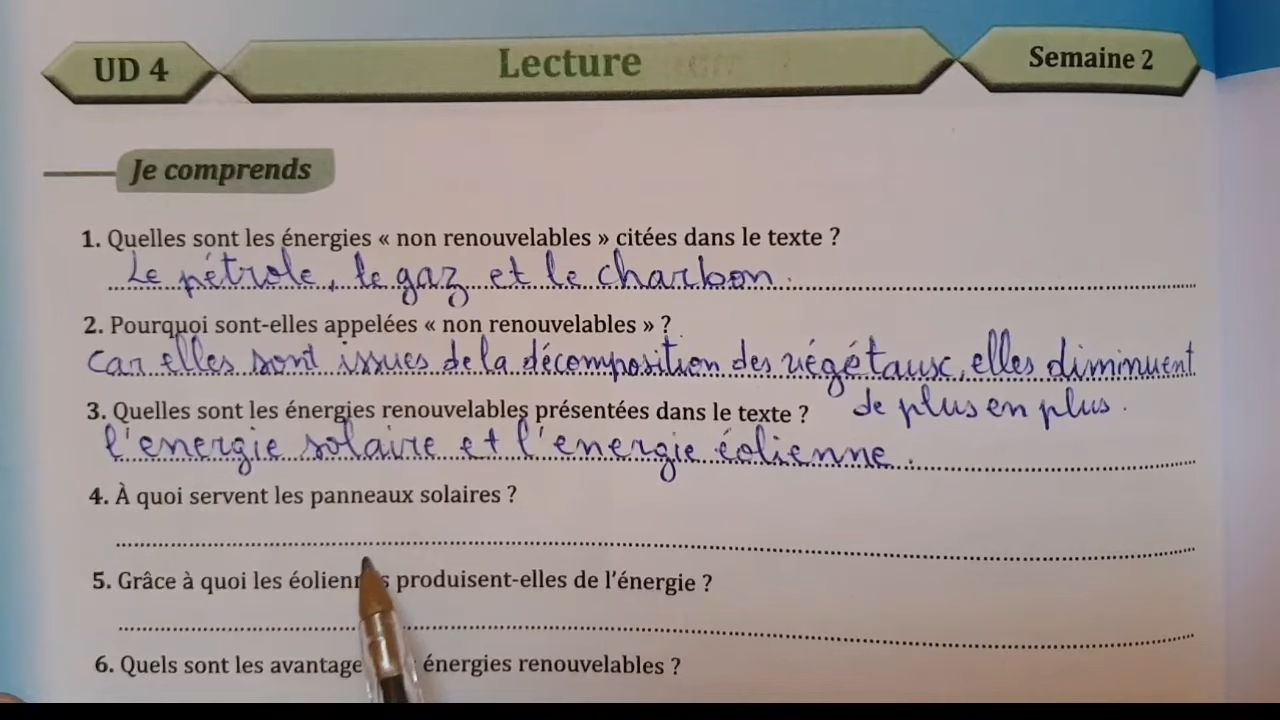 UD 4
Lecture
Semaine 2
Je comprends
1. Quelles sont les énergies « non renouvelables » citées dans le texte ?
Le pétrole, le gaz et le charbon.
2. Pourquoi sont-elles appelées « non renouvelables » ?
Car elles sont issues de la décomposition des végétaux, elles diminuent
de plus en plus.
3. Quelles sont les énergies renouvelables présentées dans le texte ?
l'energie solaire et l'energie éolienne.
4. À quoi servent les panneaux solaires ?
5. Grâce à quoi les produisent-elles de l'énergie ?
6. Quels sont les énergies renouvelables ?